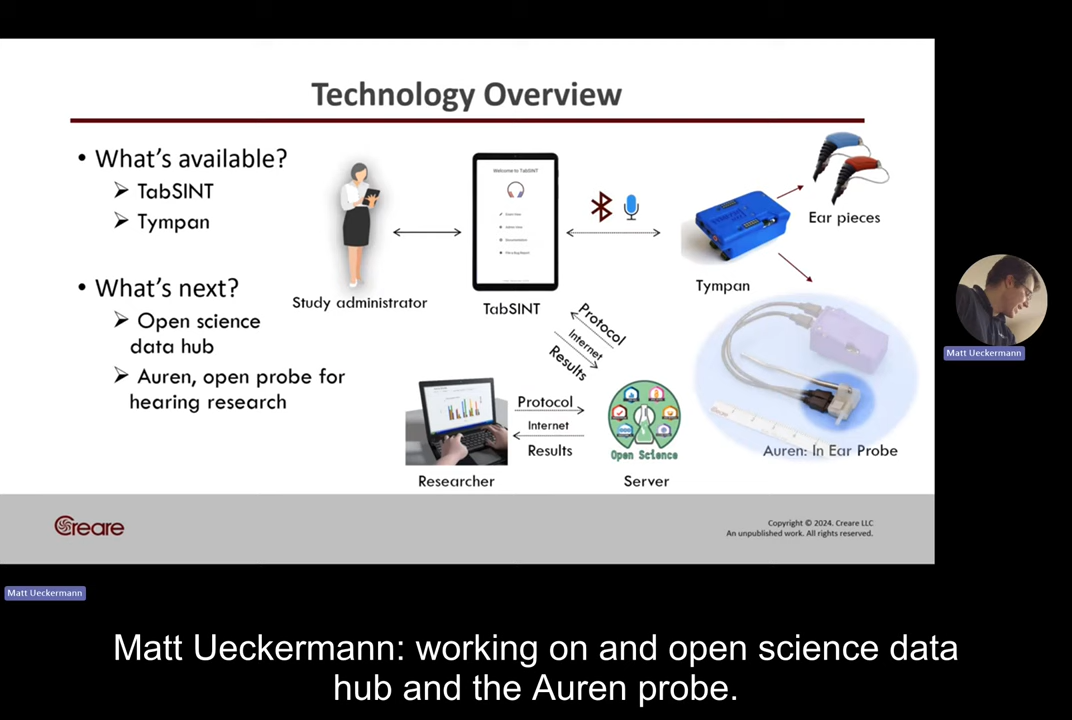 Technology Overview
• What's available?
➢ TabSINT
➢ Tympan
• What's next?
➢ Open science
data hub
➢ Auren, open probe for
hearing research
Study administrator
Welcome to TabSINT
TabSINT
Tympan
Ear pieces
Protocol
Internet
Results
Researcher
Protocol
Internet
Results
Open Science
Server
Auren: In Ear Probe
Creare
Copyright © 2024. Creare LLC
An unpublished work. All rights reserved.
Matt Ueckermann
Matt Ueckermann
Matt Ueckermann: working on and open science data
hub and the Auren probe.